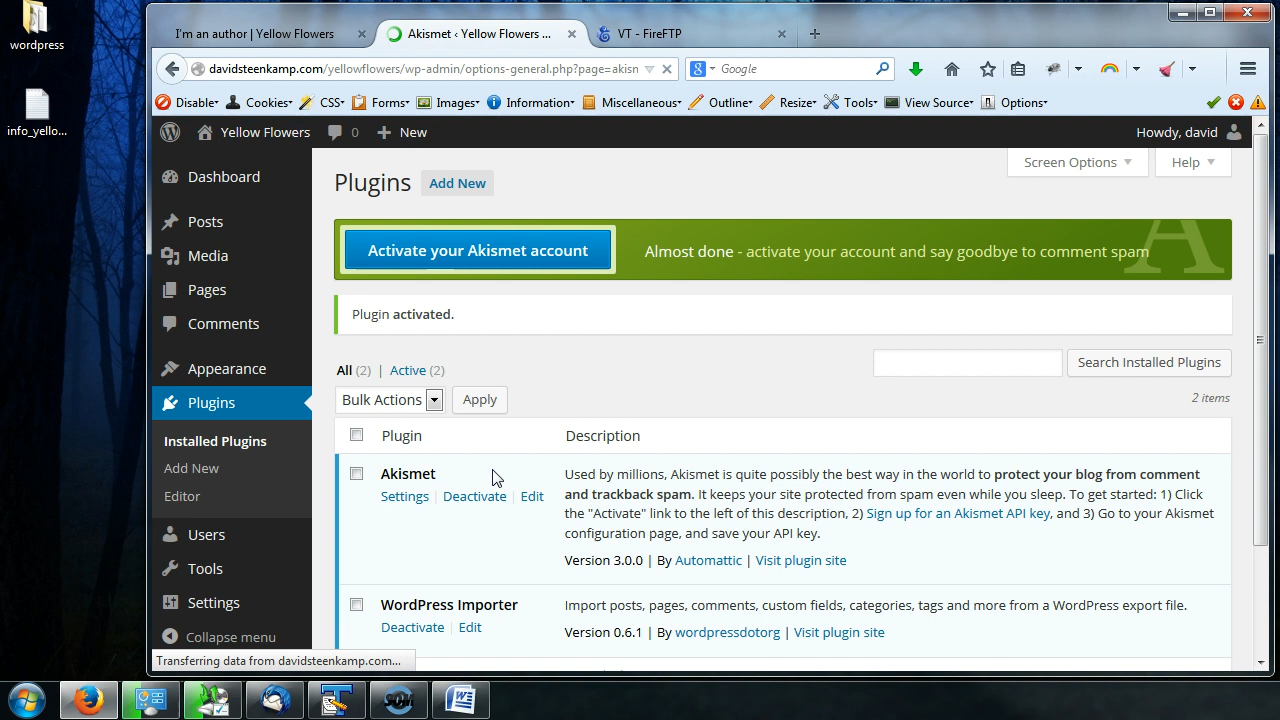 wordpress
info_yello...
I'm an author | Yellow Flowers
Akismet ‹ Yellow Flowers ...
VT - FireFTP
davidsteenkamp.com/yellowflowers/wp-admin/options-general.php?page=akisn
Google
Disable Cookies CSS Forms Images Information Miscellaneous Outline Resize Tools View Source Options
Yellow Flowers 0 New
Howdy, david
Screen Options
Help
Dashboard
Posts
Media
Pages
Comments
Appearance
Plugins
Installed Plugins
Add New
Editor
Users
Tools
Settings
Collapse menu
Plugins Add New
Activate your Akismet account
Almost done - activate your account and say goodbye to comment spam
A
Plugin activated.
All (2) | Active (2)
Search Installed Plugins
Bulk Actions Apply
2 items
Plugin Description
Akismet
Settings | Deactivate | Edit
Used by millions, Akismet is quite possibly the best way in the world to protect your blog from comment
and trackback spam. It keeps your site protected from spam even while you sleep. To get started: 1) Click
the "Activate" link to the left of this description, 2) Sign up for an Akismet API key, and 3) Go to your Akismet
configuration page, and save your API key.
Version 3.0.0 | By Automattic | Visit plugin site
WordPress Importer
Deactivate | Edit
Import posts, pages, comments, custom fields, categories, tags and more from a WordPress export file.
Version 0.6.1 | By wordpressdotorg | Visit plugin site
Transferring data from davidsteenkamp.com...